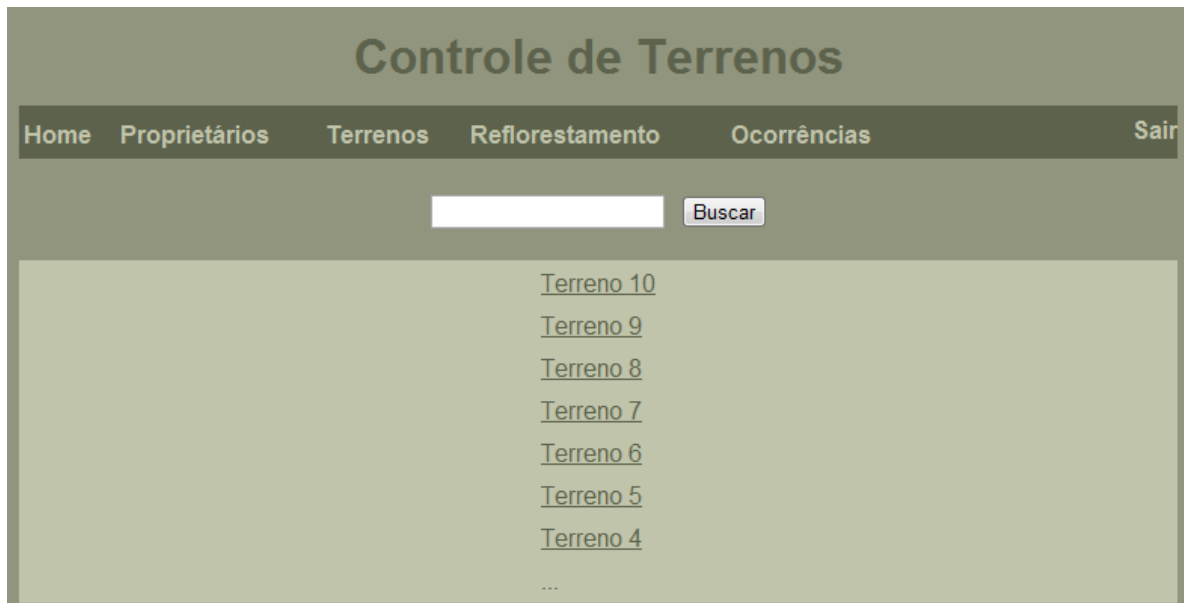 Controle de Terrenos
Home Proprietários Terrenos Reflorestamento Ocorrências Sair
Buscar
Terreno 10
Terreno 9
Terreno 8
Terreno 7
Terreno 6
Terreno 5
Terreno 4
...